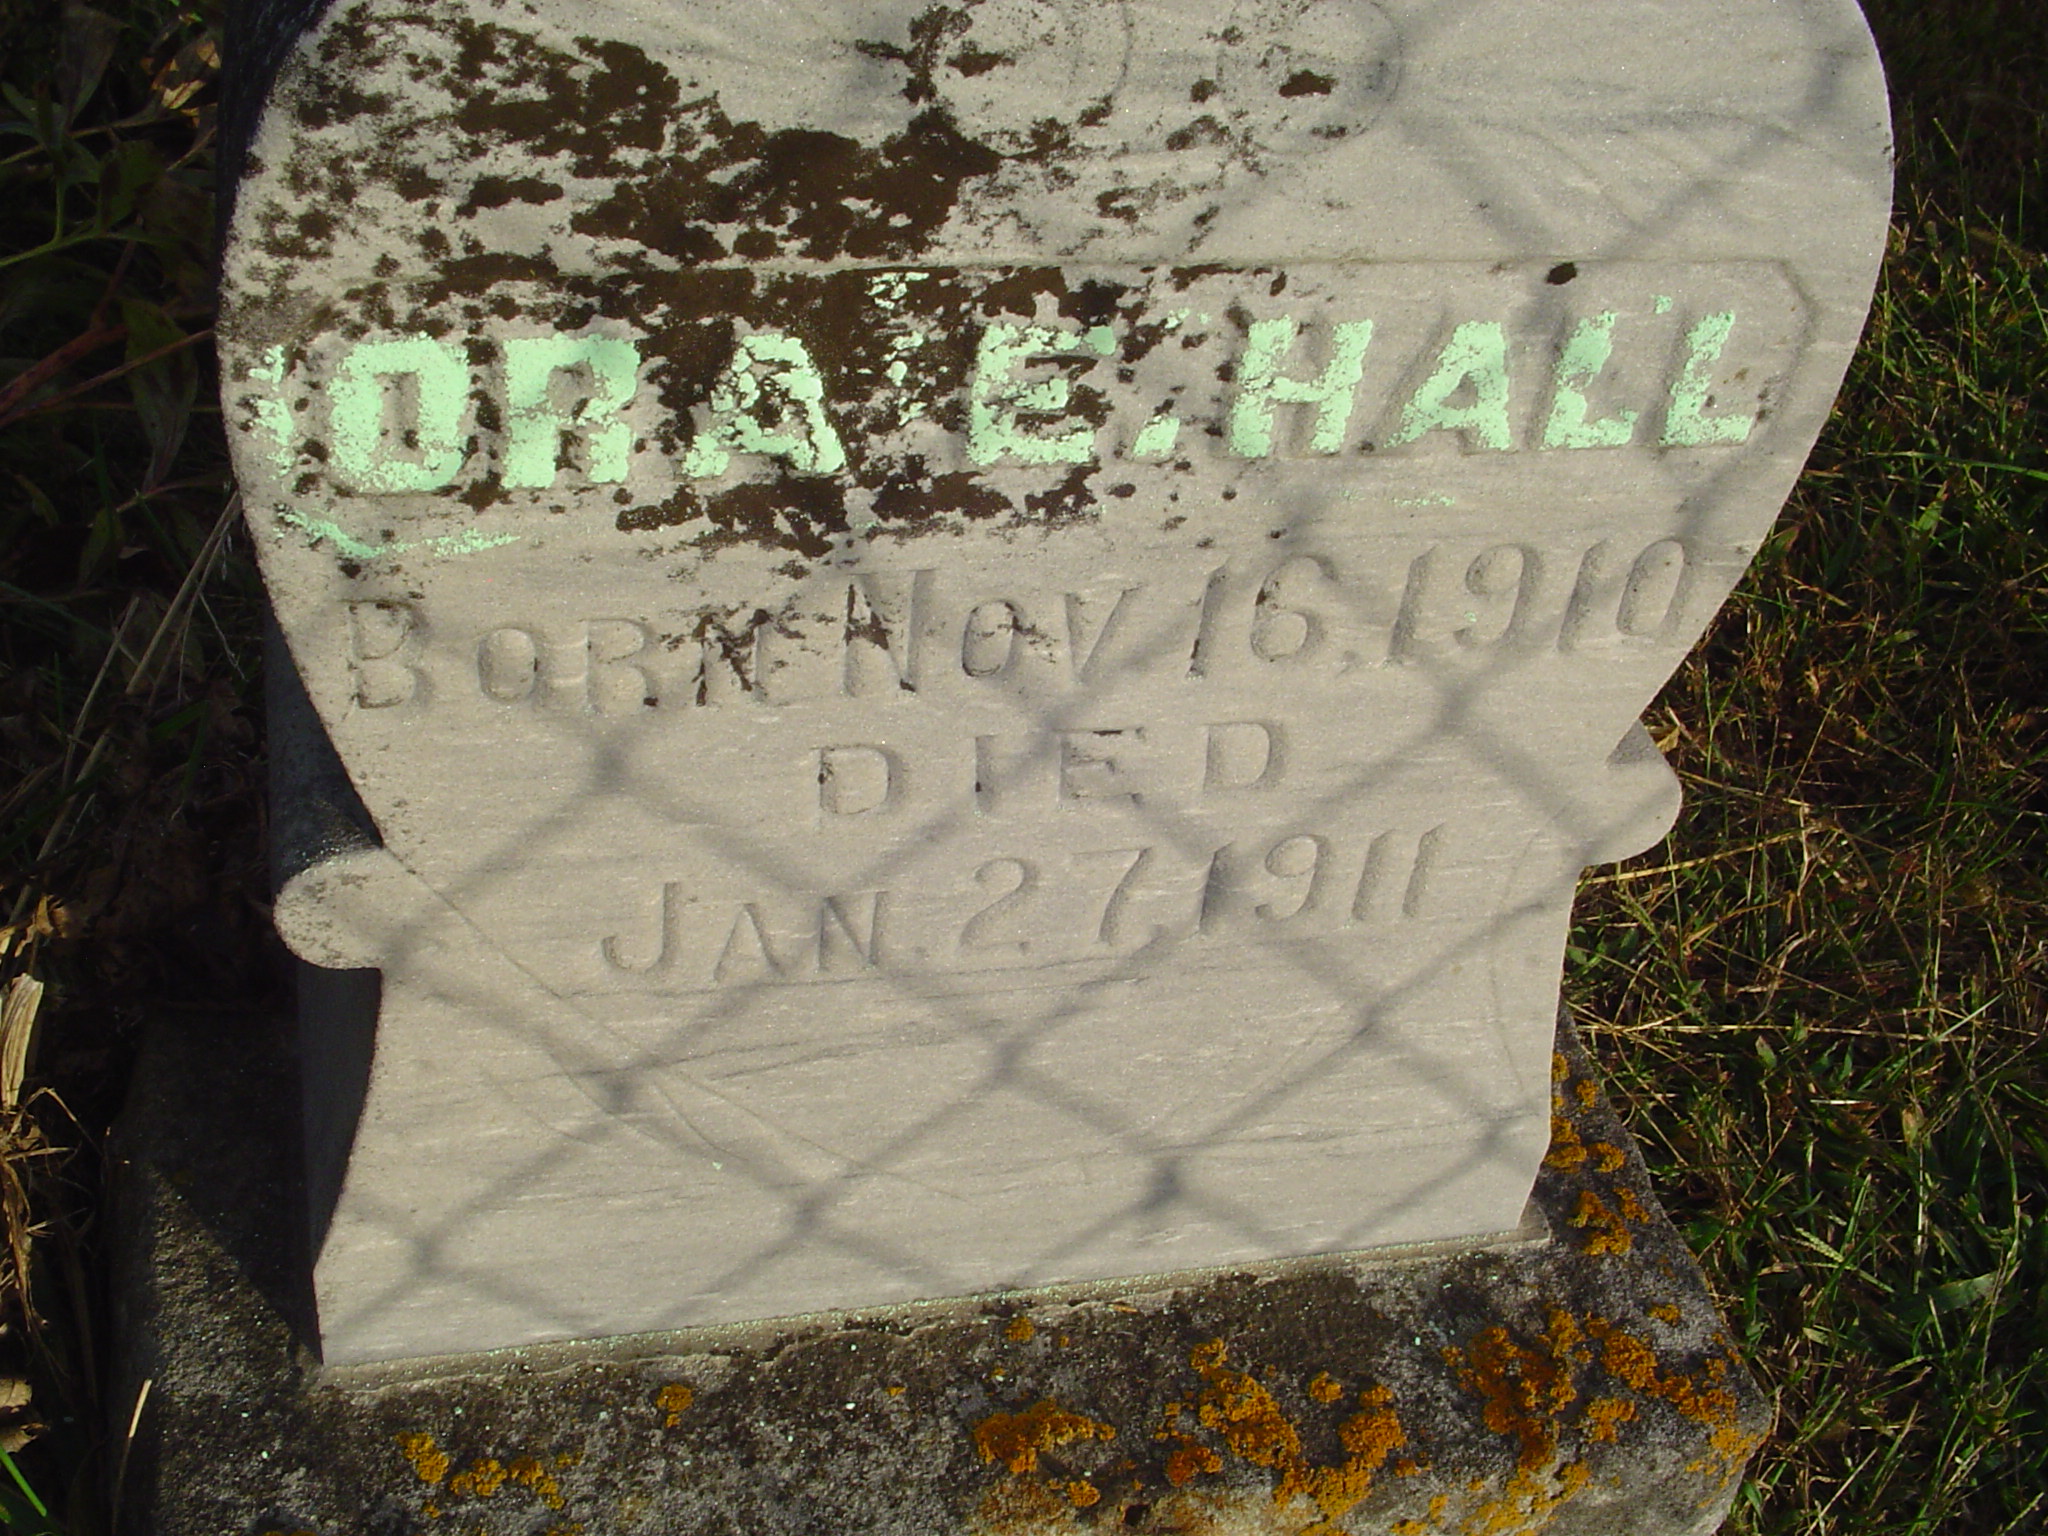 ORA E. HALL
BORN NOV 16, 1910
DIED
JAN. 27, 1911